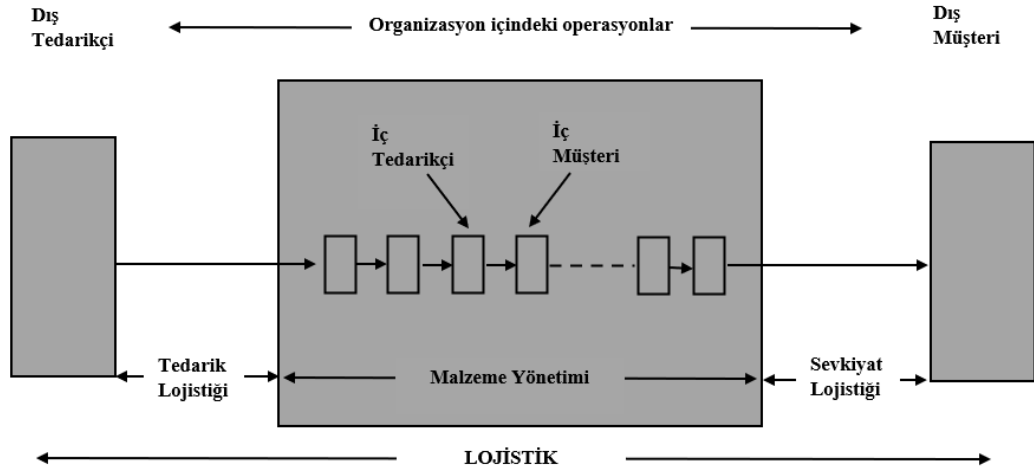 Dış
Tedarikçi
Organizasyon içindeki operasyonlar
Dış
Müşteri
İç
Tedarikçi
İç
Müşteri
Tedarik
Lojistiği
Malzeme Yönetimi
Sevkiyat
Lojistiği
LOJİSTİK